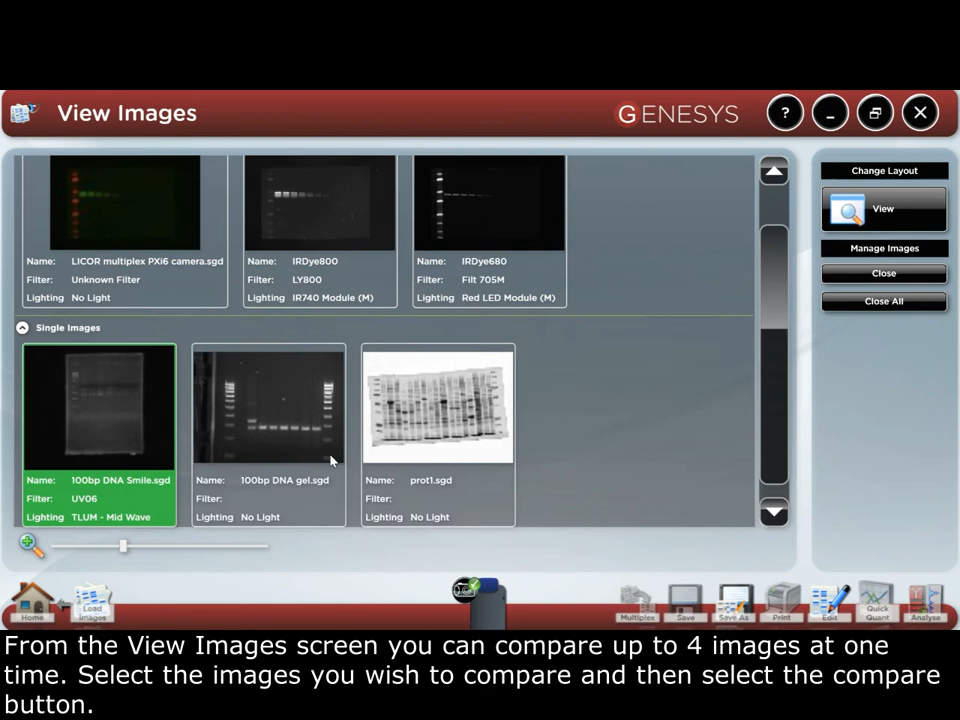 View Images
GENESYS
?
Change Layout
View
Manage Images
Close
Close All
Name: LICOR multiplex PXi6 camera.sgd
Filter: Unknown Filter
Lighting No Light
Name: IRDye800
Filter: LY800
Lighting IR740 Module (M)
Name: IRDye680
Filter: Filt 705M
Lighting Red LED Module (M)
Single Images
Name: 100bp DNA Smile.sgd
Filter: UV06
Lighting TLUM - Mid Wave
Name: 100bp DNA gel.sgd
Filter:
Lighting No Light
Name: prot1.sgd
Filter:
Lighting No Light
Home
Load
Images
Multiplex
Save
Save As
Print
Edit
Quick
Quant
Analyse
From the View Images screen you can compare up to 4 images at one
time. Select the images you wish to compare and then select the compare
button.